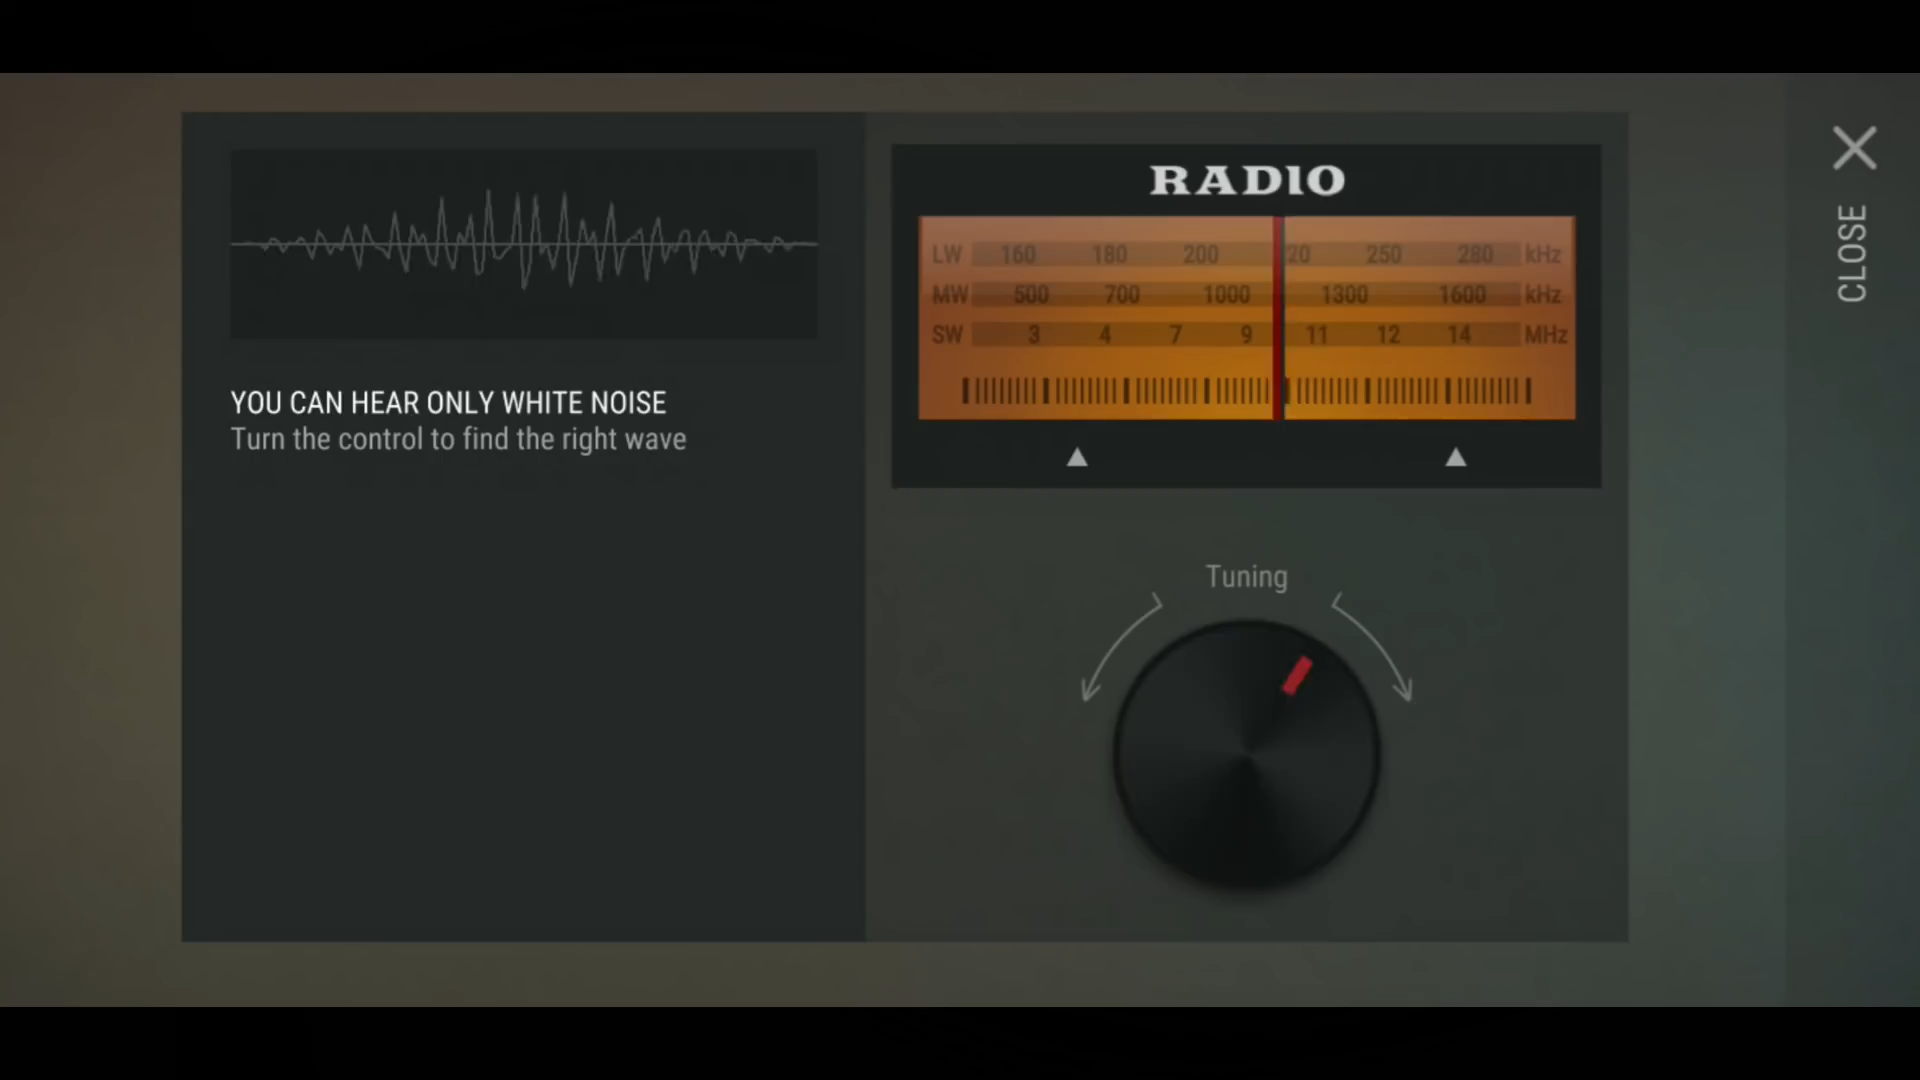 YOU CAN HEAR ONLY WHITE NOISE
Turn the control to find the right wave
RADIO
LW 160 180 200 20 250 280 kHz
MW 500 700 1000 1300 1600 kHz
SW 3 4 7 9 11 12 14 MHz
Tuning
CLOSE